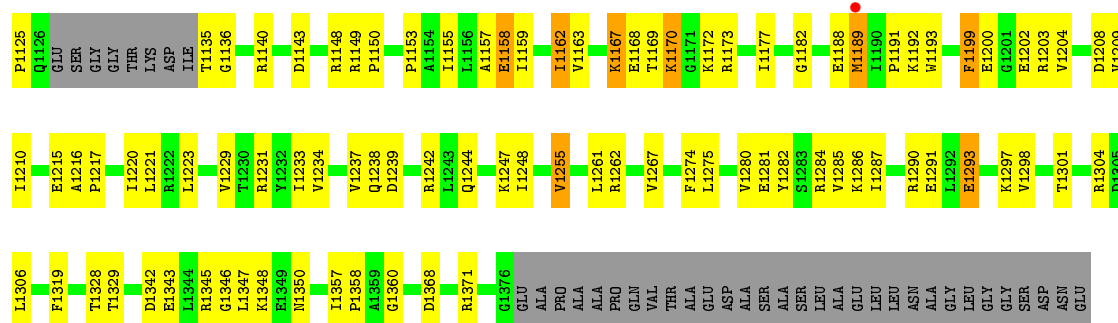 P1125 Q1126 GLU SER GLY GLY THR LYS ASP ILE T1135 G1136 R1140 D1143 R1148 R1149 P1150 P1153 A1154 I1155 L1156 A1157 E1158 I1159 I1162 V1163 K1167 E1168 T1169 K1170 G1171 K1172 R1173 I1177 G1182 E1188 M1189 I1190 P1191 K1192 W1193 F1199 E1200 G1201 E1202 R1203 V1204 D1208 V1209
I1210 E1215 A1216 P1217 I1220 L1221 R1222 L1223 V1229 T1230 R1231 Y1232 I1233 V1234 V1237 Q1238 D1239 R1242 L1243 Q1244 K1247 I1248 V1255 L1261 R1262 V1267 F1274 L1275 V1280 E1281 Y1282 S1283 R1284 V1285 K1286 I1287 R1290 E1291 L1292 E1293 K1297 V1298 T1301 R1304 D1305
L1306 F1319 T1328 T1329 D1342 E1343 L1344 R1345 G1346 L1347 K1348 E1349 N1350 I1357 P1358 A1359 G1360 D1368 R1371 G1376 GLU ALA PRO ALA ALA PRO GLN VAL THR ALA GLU ASP ALA SER ALA SER LEU ALA GLU LEU LEU ASN ALA GLY LEU GLY GLY SER ASP ASN GLU